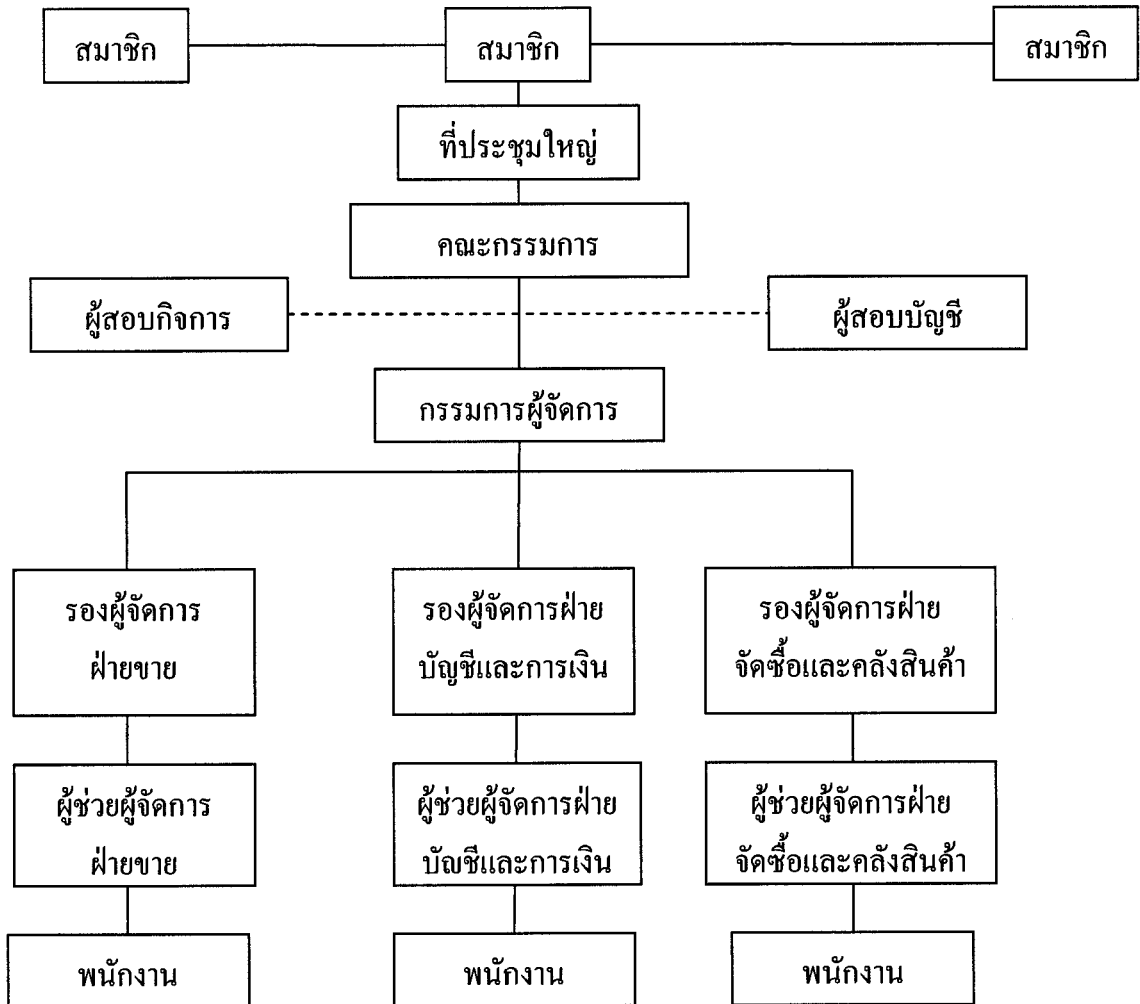 สมาชิก
สมาชิก
สมาชิก
ที่ประชุมใหญ่
คณะกรรมการ
ผู้สอบกิจการ
ผู้สอบบัญชี
กรรมการผู้จัดการ
รองผู้จัดการ
ฝ่ายขาย
รองผู้จัดการฝ่าย
บัญชีและการเงิน
รองผู้จัดการฝ่าย
จัดซื้อและคลังสินค้า
ผู้ช่วยผู้จัดการ
ฝ่ายขาย
ผู้ช่วยผู้จัดการฝ่าย
บัญชีและการเงิน
ผู้ช่วยผู้จัดการฝ่าย
จัดซื้อและคลังสินค้า
พนักงาน
พนักงาน
พนักงาน